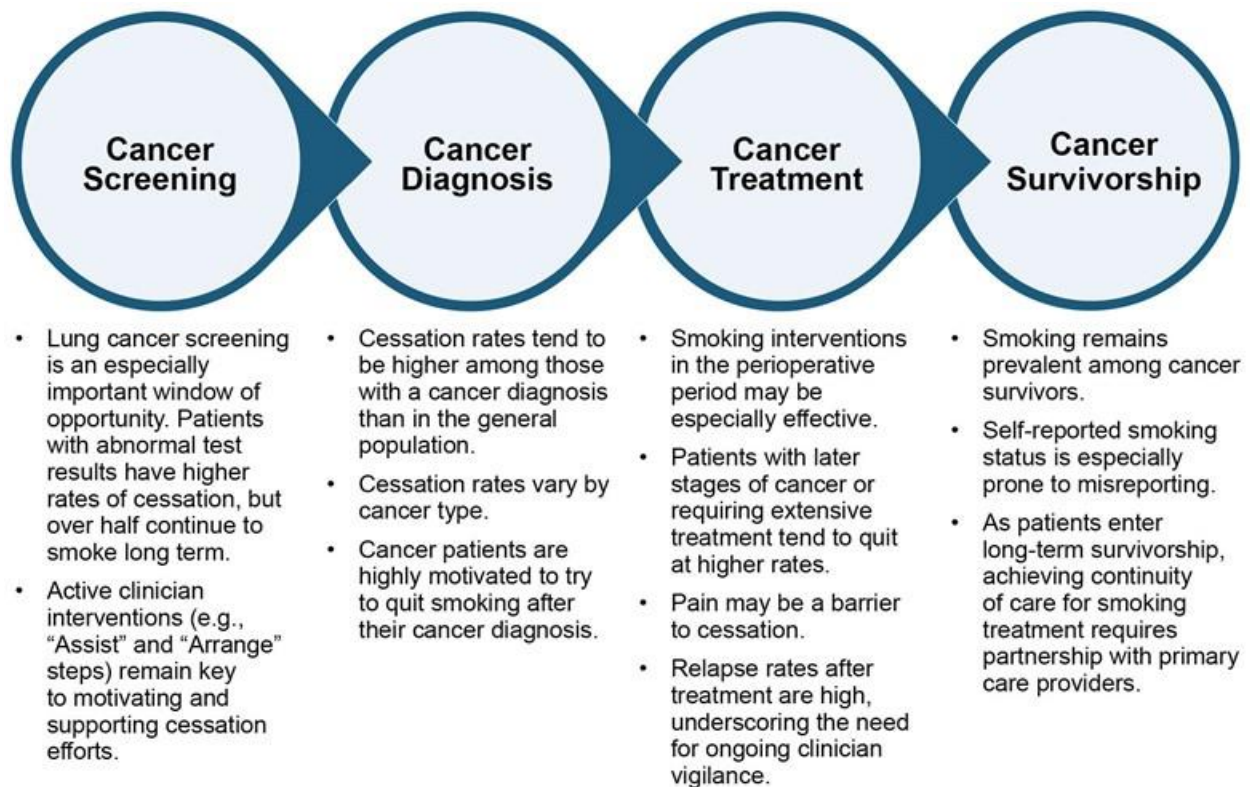 Cancer
Screening
Cancer
Diagnosis
Cancer
Treatment
Cancer
Survivorship
• Lung cancer screening
is an especially
important window of
opportunity. Patients
with abnormal test
results have higher
rates of cessation, but
over half continue to
smoke long term.
• Active clinician
interventions (e.g.,
“Assist” and “Arrange”
steps) remain key
to motivating and
supporting cessation
efforts.
• Cessation rates tend to
be higher among those
with a cancer diagnosis
than in the general
population.
• Cessation rates vary by
cancer type.
• Cancer patients are
highly motivated to try
to quit smoking after
their cancer diagnosis.
• Smoking interventions
in the perioperative
period may be
especially effective.
• Patients with later
stages of cancer or
requiring extensive
treatment tend to quit
at higher rates.
• Pain may be a barrier
to cessation.
• Relapse rates after
treatment are high,
underscoring the need
for ongoing clinician
vigilance.
• Smoking remains
prevalent among cancer
survivors.
• Self-reported smoking
status is especially
prone to misreporting.
• As patients enter
long-term survivorship,
achieving continuity
of care for smoking
treatment requires
partnership with primary
care providers.